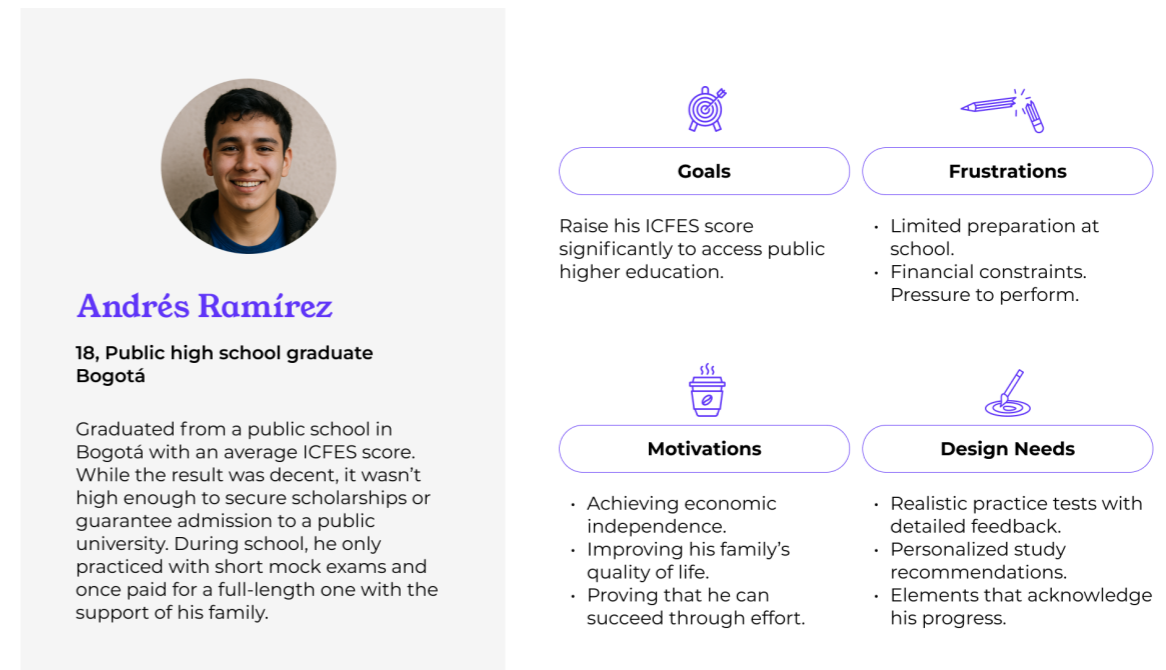 Andrés Ramírez
18, Public high school graduate
Bogotá
Graduated from a public school in
Bogotá with an average ICFES score.
While the result was decent, it wasn’t
high enough to secure scholarships or
guarantee admission to a public
university. During school, he only
practiced with short mock exams and
once paid for a full-length one with the
support of his family.
Goals
Raise his ICFES score
significantly to access public
higher education.
Frustrations
• Limited preparation at
school.
• Financial constraints.
Pressure to perform.
Motivations
• Achieving economic
independence.
• Improving his family’s
quality of life.
• Proving that he can
succeed through effort.
Design Needs
• Realistic practice tests with
detailed feedback.
• Personalized study
recommendations.
• Elements that acknowledge
his progress.